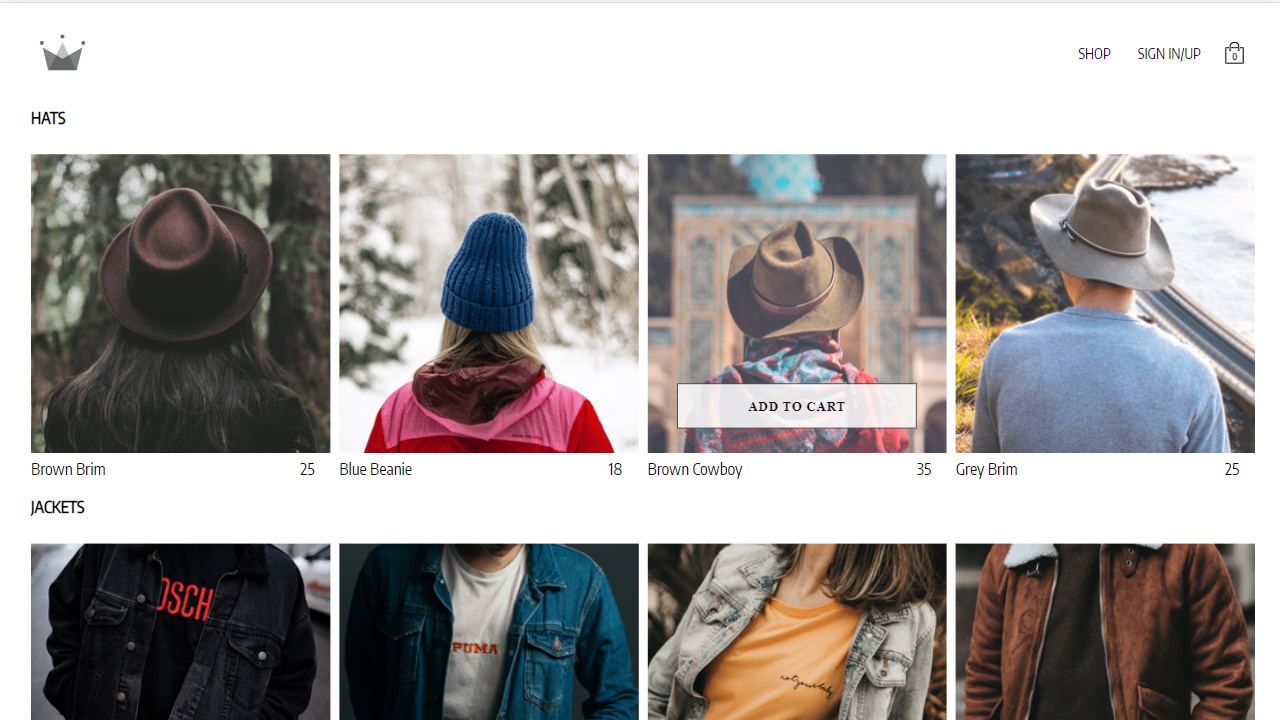 SHOP SIGN IN/UP 0
HATS
ADD TO CART
Brown Brim 25 Blue Beanie 18 Brown Cowboy 35 Grey Brim 25
JACKETS
OSCH
PUMA